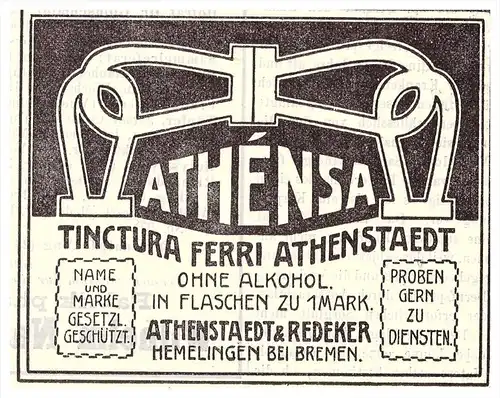 ATHÉNSA
TINCTURA FERRI ATHENSTAEDT
NAME
UND
MARKE
GESETZL.
GESCHÜTZT.
OHNE ALKOHOL.
IN FLASCHEN ZU 1 MARK.
ATHENSTAEDT & REDEKER
HEMELINGEN BEI BREMEN.
PROBEN
GERN
ZU
DIENSTEN.